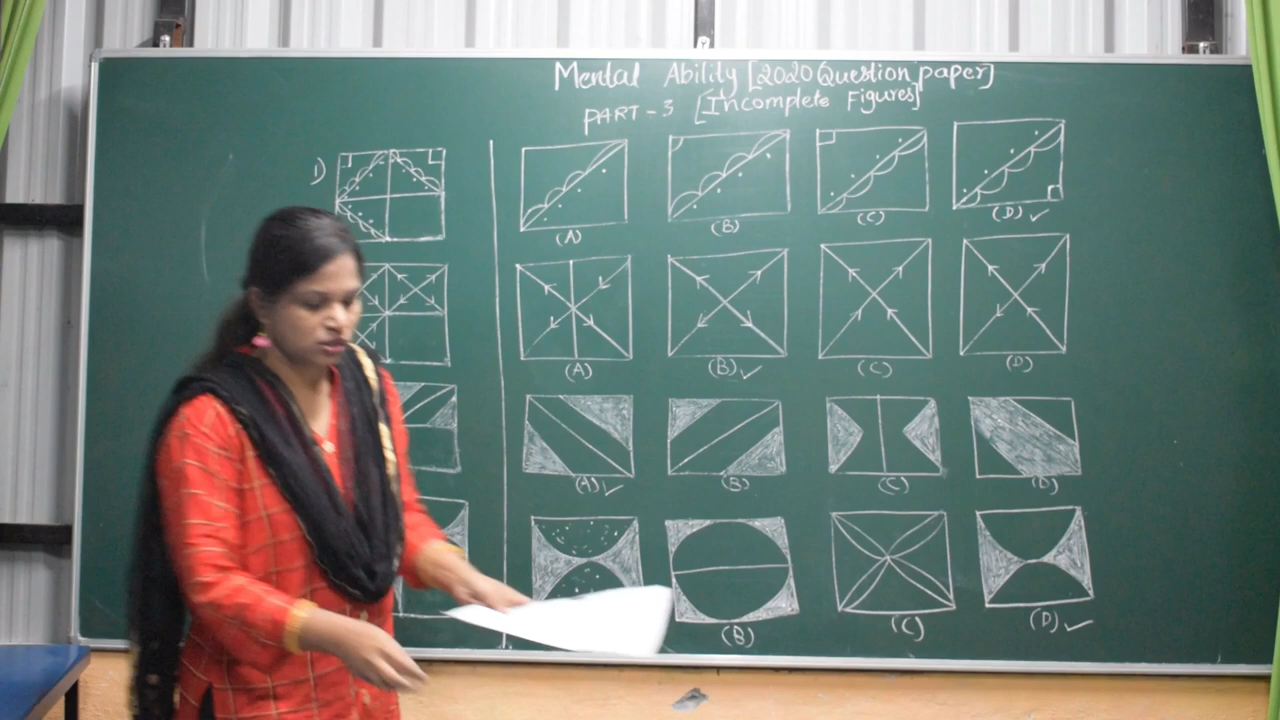 Mental Ability [2020 Question paper]
PART-3 [Incomplete Figures]
1)
(A) (B) (C) (D) ✓
(A) (B) ✓ (C) (D)
(A) ✓ (B) (C) (D)
(B) (C) (D) ✓